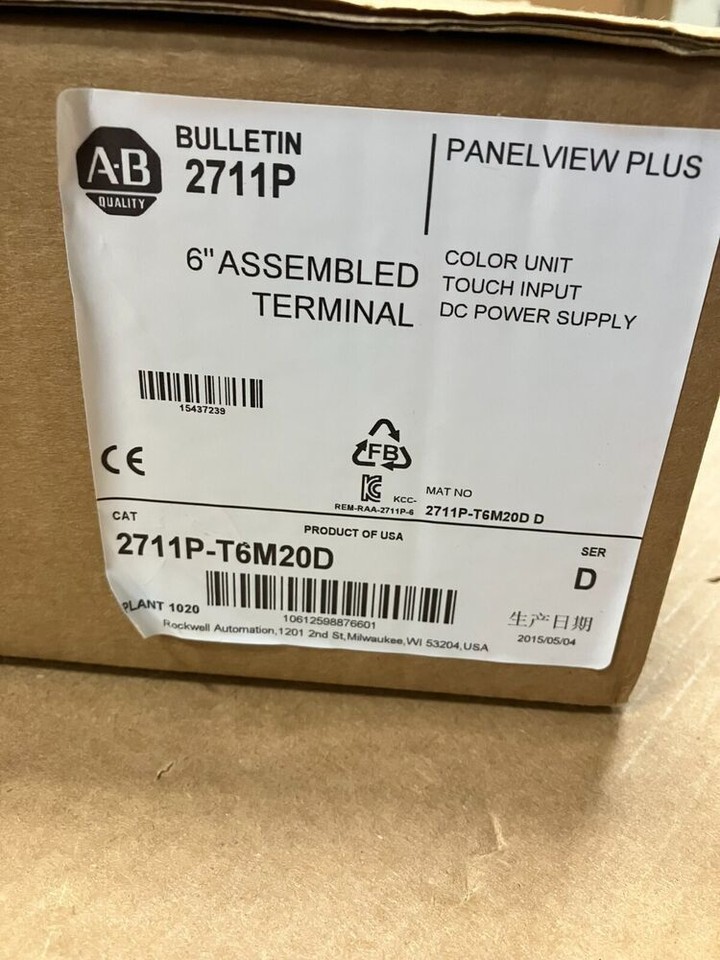 A·B
QUALITY
BULLETIN
2711P
PANELVIEW PLUS
6" ASSEMBLED
TERMINAL
COLOR UNIT
TOUCH INPUT
DC POWER SUPPLY
15437239
FB
CE
KCC-
REM-RAA-2711P-6
MAT NO
2711P-T6M20D D
CAT
PRODUCT OF USA
SER
2711P-T6M20D
D
PLANT 1020
10612598876601
生产日期
2015/05/04
Rockwell Automation,1201 2nd St,Milwaukee,WI 53204,USA